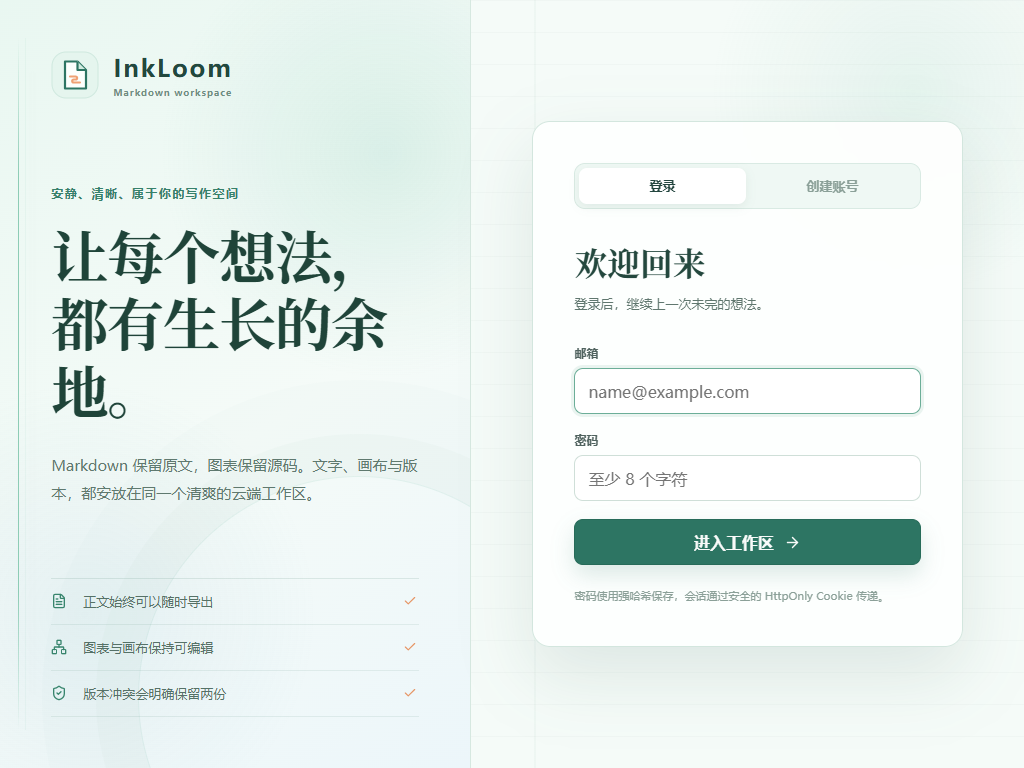 InkLoom
Markdown workspace
安静、清晰、属于你的写作空间
让每个想法，
都有生长的余
地。
Markdown 保留原文，图表保留源码。文字、画布与版
本，都安放在同一个清爽的云端工作区。
正文始终可以随时导出
图表与画布保持可编辑
版本冲突会明确保留两份
登录
创建账号
欢迎回来
登录后，继续上一次未完的想法。
邮箱
name@example.com
密码
至少 8 个字符
进入工作区 →
密码使用强哈希保存，会话通过安全的 HttpOnly Cookie 传递。